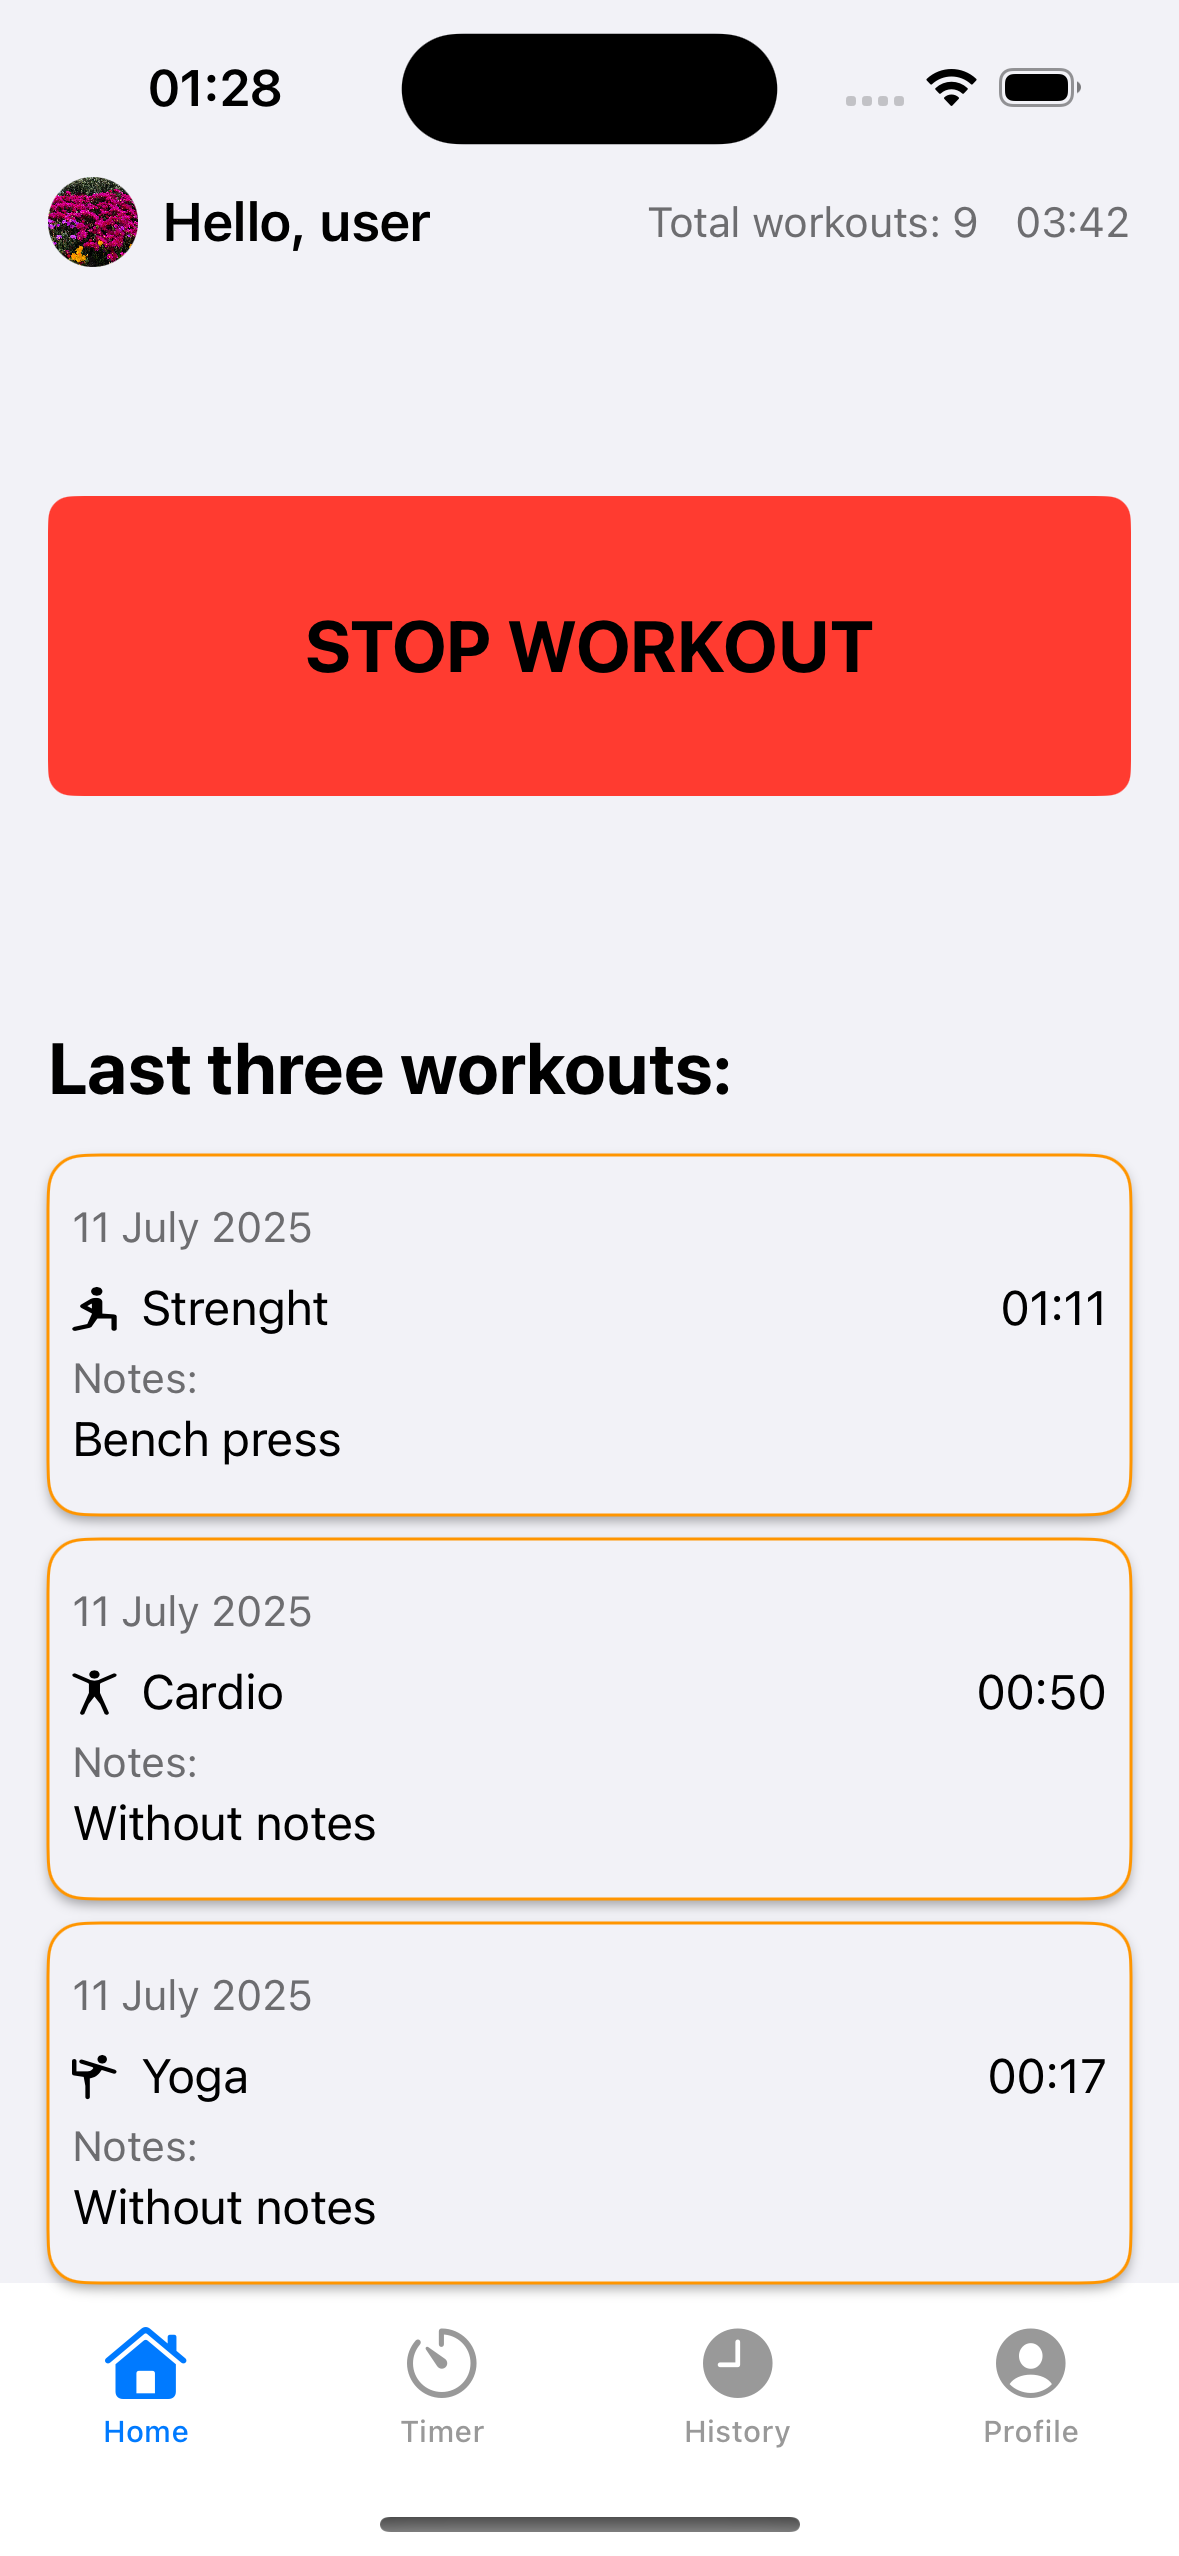 01:28
Hello, user
Total workouts: 9 03:42
STOP WORKOUT
Last three workouts:
11 July 2025
Strenght 01:11
Notes:
Bench press
11 July 2025
Cardio 00:50
Notes:
Without notes
11 July 2025
Yoga 00:17
Notes:
Without notes
Home Timer History Profile